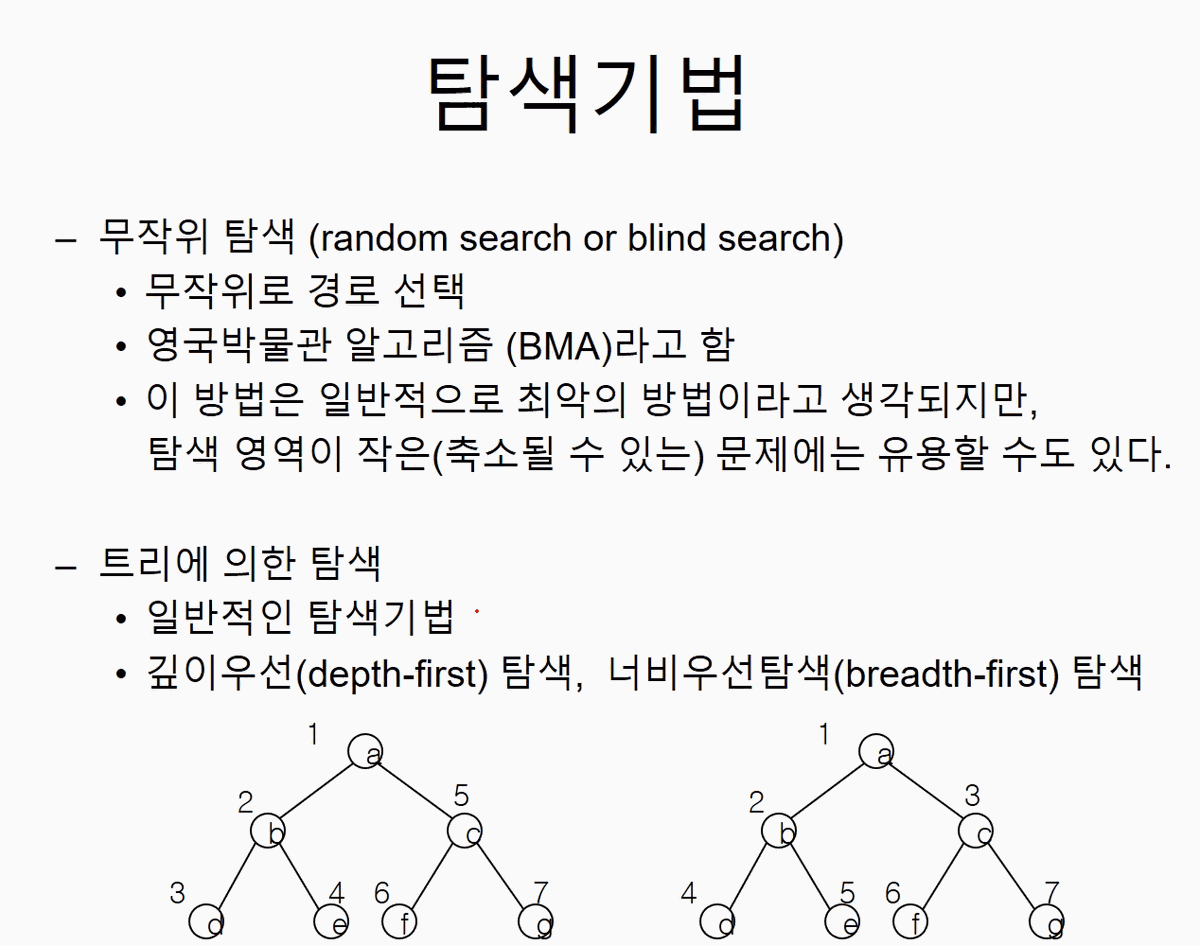 탐색기법
– 무작위 탐색 (random search or blind search)
• 무작위로 경로 선택
• 영국박물관 알고리즘 (BMA)라고 함
• 이 방법은 일반적으로 최악의 방법이라고 생각되지만,
탐색 영역이 작은(축소될 수 있는) 문제에는 유용할 수도 있다.
– 트리에 의한 탐색
• 일반적인 탐색기법
• 깊이우선(depth-first) 탐색, 너비우선탐색(breadth-first) 탐색
1 a 1 a
2 5 2 3
b c b c
3 4 6 7 4 5 6 7
d e f g d e f g